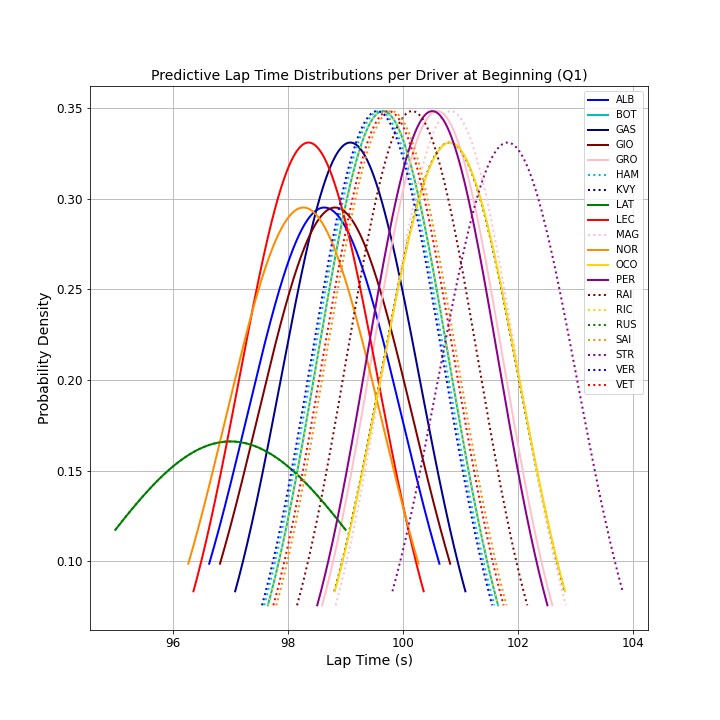 Predictive Lap Time Distributions per Driver at Beginning (Q1)
Probability Density
0.35
0.30
0.25
0.20
0.15
0.10
96
98
100
102
104
Lap Time (s)
ALB
BOT
GAS
GIO
GRO
HAM
KVY
LAT
LEC
MAG
NOR
OCO
PER
RAI
RIC
RUS
SAI
STR
VER
VET